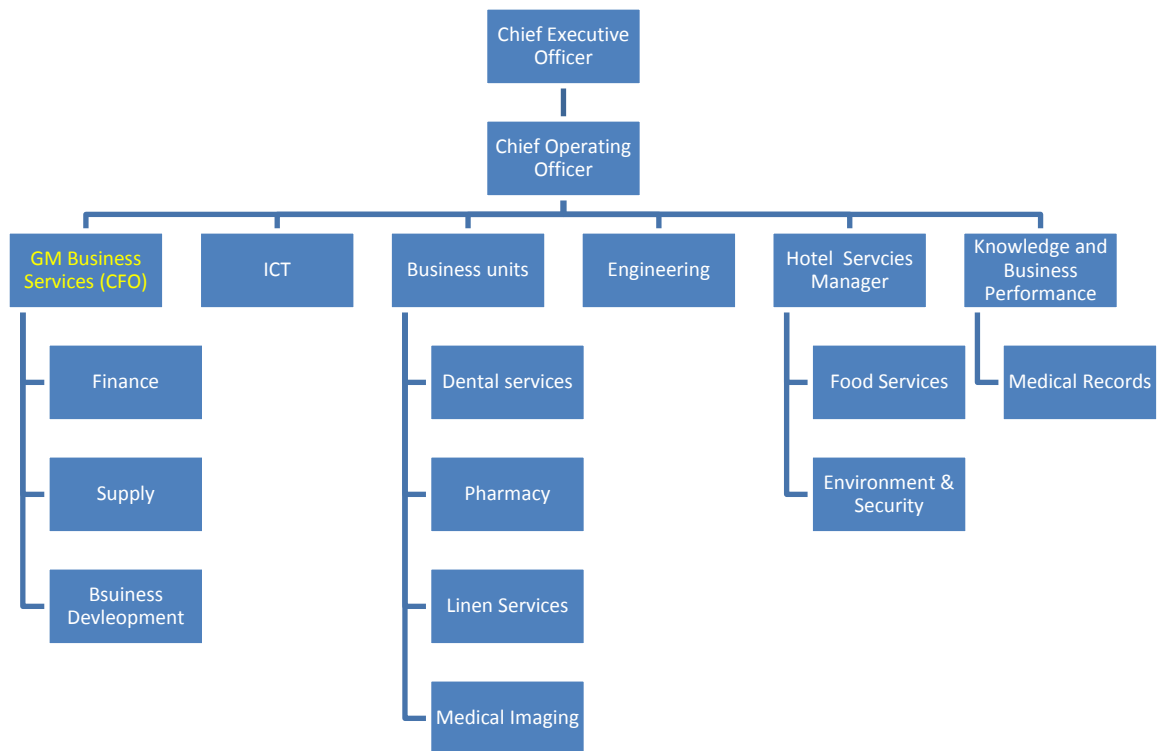 Chief Executive
Officer
Chief Operating
Officer
GM Business
Services (CFO)
ICT
Business units
Engineering
Hotel  Servcies
Manager
Knowledge and
Business
Performance
Finance
Supply
Bsuiness
Devleopment
Dental services
Pharmacy
Linen Services
Medical Imaging
Food Services
Environment &
Security
Medical Records